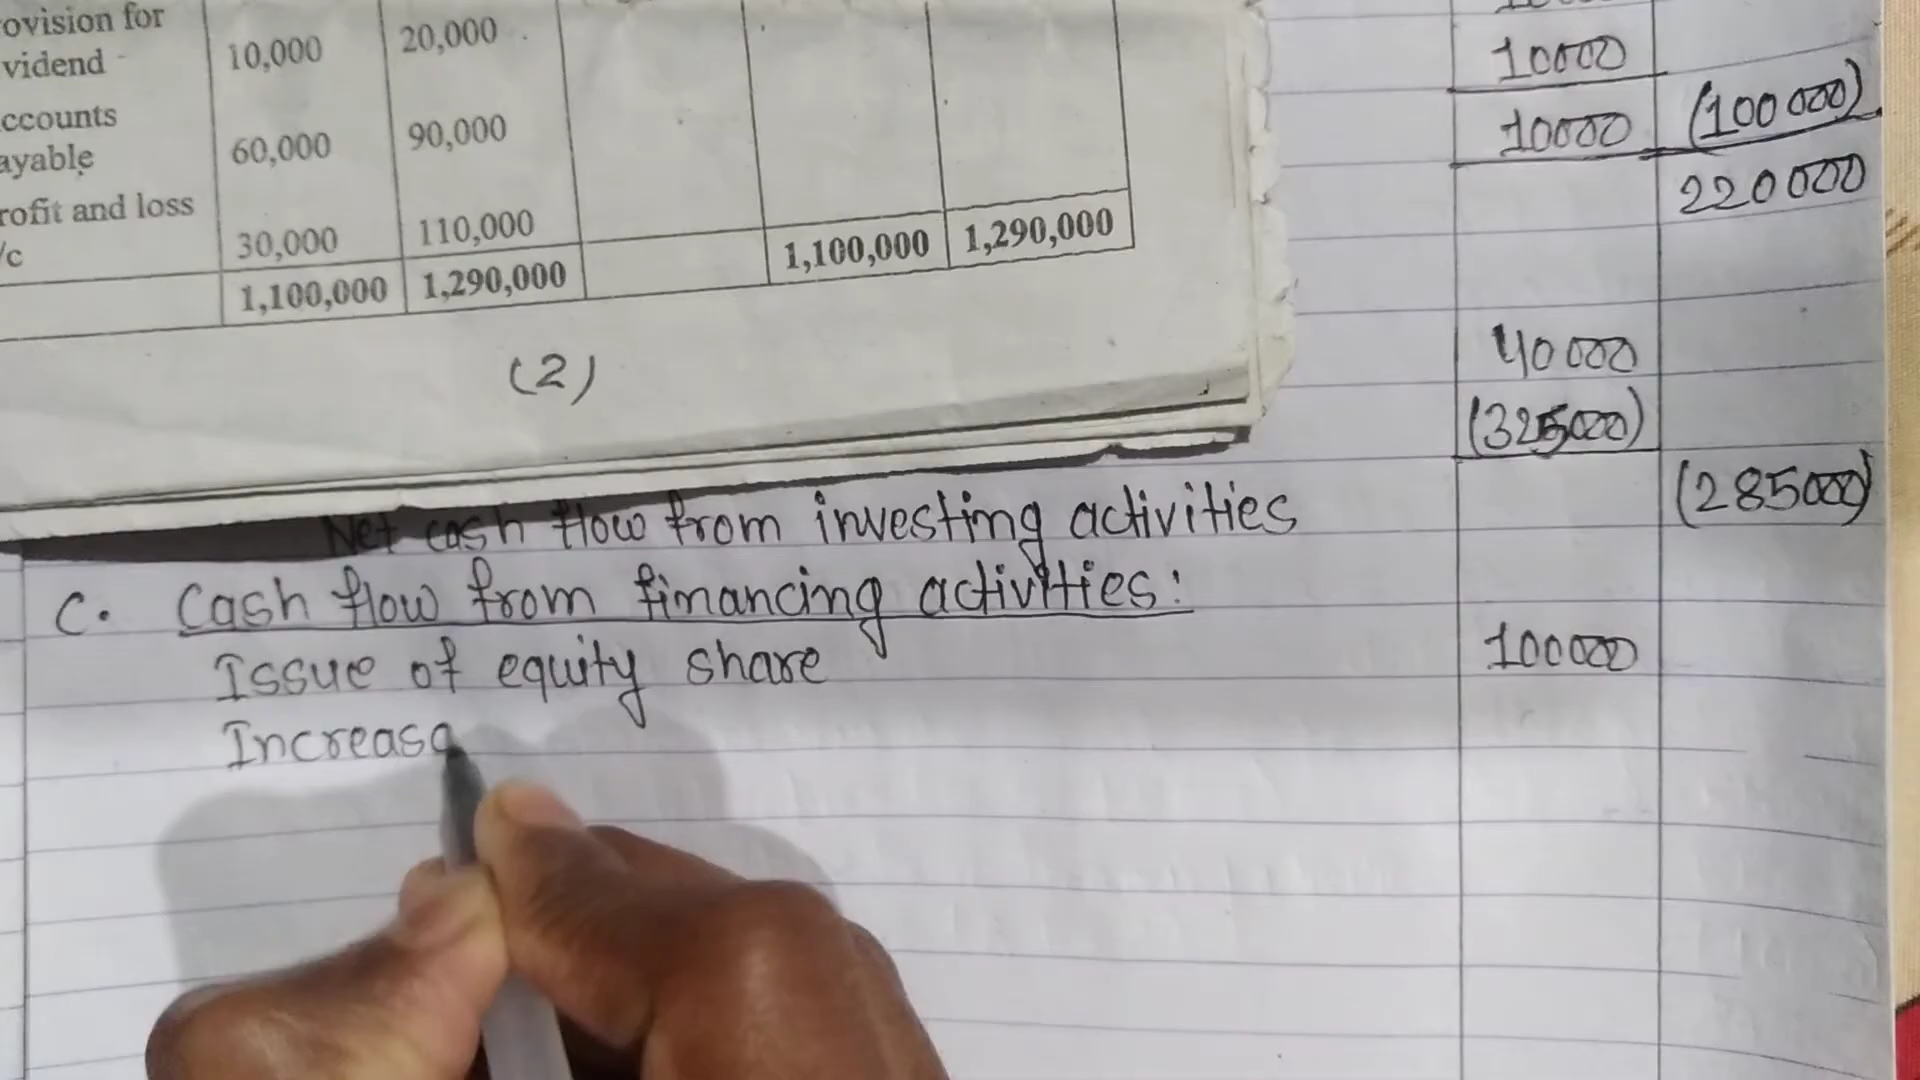 ovision for
vidend 10,000 20,000
ccounts
ayable 60,000 90,000
rofit and loss
/c 30,000 110,000
1,100,000 1,290,000 1,100,000 1,290,000
(2)
10000
10000 (100000)
220000
40000
(325000)
Net cash flow from investing activities (285000)
C. Cash flow from financing activities:
Issue of equity share 100000
Increase